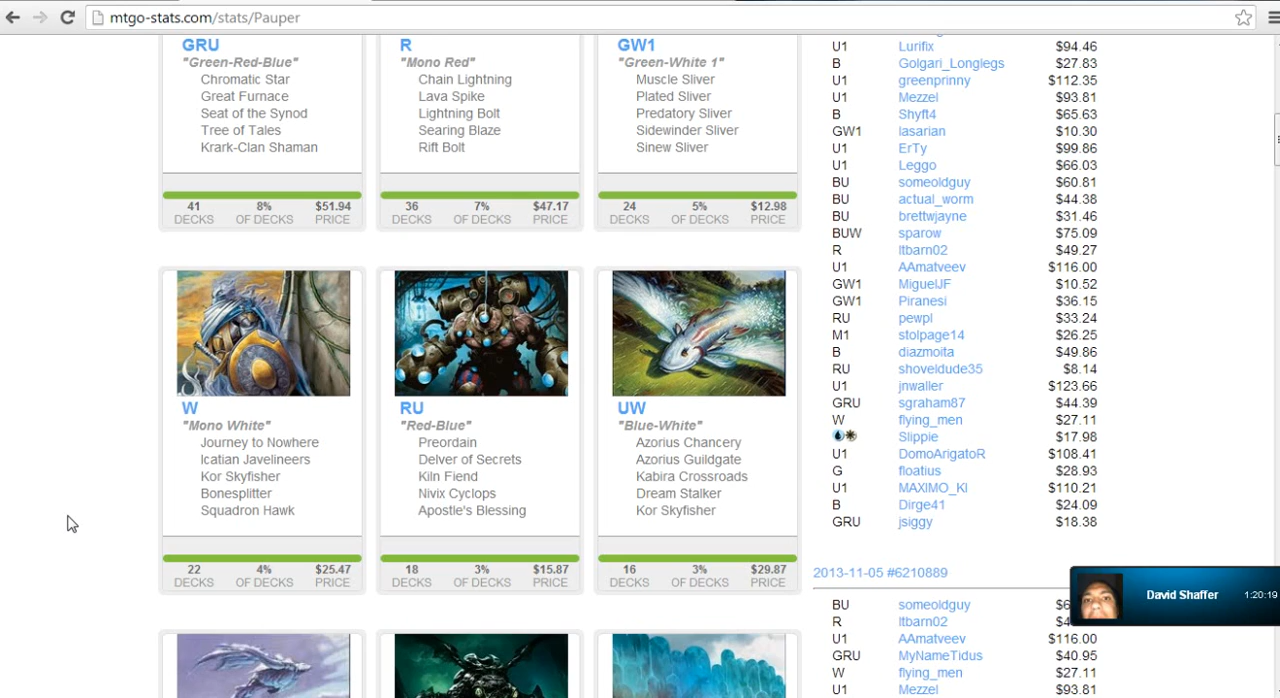 mtgo-stats.com/stats/Pauper
GRU
"Green-Red-Blue"
Chromatic Star
Great Furnace
Seat of the Synod
Tree of Tales
Krark-Clan Shaman
41 8% $51.94
DECKS OF DECKS PRICE
R
"Mono Red"
Chain Lightning
Lava Spike
Lightning Bolt
Searing Blaze
Rift Bolt
36 7% $47.17
DECKS OF DECKS PRICE
GW1
"Green-White 1"
Muscle Sliver
Plated Sliver
Predatory Sliver
Sidewinder Sliver
Sinew Sliver
24 5% $12.98
DECKS OF DECKS PRICE
W
"Mono White"
Journey to Nowhere
Icatian Javelineers
Kor Skyfisher
Bonesplitter
Squadron Hawk
22 4% $25.47
DECKS OF DECKS PRICE
RU
"Red-Blue"
Preordain
Delver of Secrets
Kiln Fiend
Nivix Cyclops
Apostle's Blessing
18 3% $15.87
DECKS OF DECKS PRICE
UW
"Blue-White"
Azorius Chancery
Azorius Guildgate
Kabira Crossroads
Dream Stalker
Kor Skyfisher
16 3% $29.87
DECKS OF DECKS PRICE
U1 Lurifix $94.46
B Golgari_Longlegs $27.83
U1 greenprinny $112.35
U1 Mezzel $93.81
B Shyft4 $65.63
GW1 lasarian $10.30
U1 ErTy $99.86
U1 Leggo $66.03
BU someoldguy $60.81
BU actual_worm $44.38
BU brettwjayne $31.46
BUW sparow $75.09
R ltbarn02 $49.27
U1 AAmatveev $116.00
GW1 MiguelJF $10.52
GW1 Piranesi $36.15
RU pewpl $33.24
M1 stolpage14 $26.25
B diazmoita $49.86
RU shoveldude35 $8.14
U1 jnwaller $123.66
GRU sgraham87 $44.39
W flying_men $27.11
Slippie $17.98
U1 DomoArigatoR $108.41
G floatius $28.93
U1 MAXIMO_KI $110.21
B Dirge41 $24.09
GRU jsiggy $18.38
2013-11-05 #6210889
BU someoldguy
R ltbarn02
U1 AAmatveev $116.00
GRU MyNameTidus $40.95
W flying_men $27.11
U1 Mezzel $93.81
David Shaffer 1:20:19